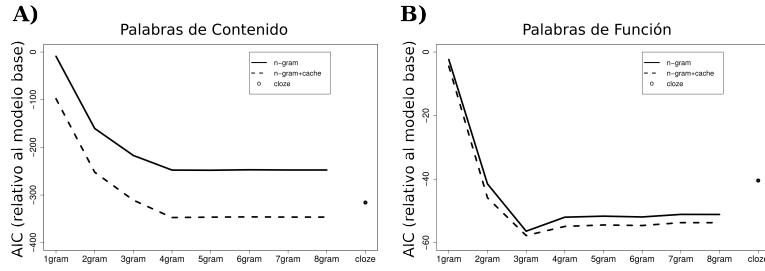 A)
Palabras de Contenido
AIC (relativo al modelo base)
0
−100
−200
−300
−400
n−gram
n−gram+cache
cloze
1gram 2gram 3gram 4gram 5gram 6gram 7gram 8gram cloze
B)
Palabras de Función
AIC (relativo al modelo base)
0
−20
−40
−60
n−gram
n−gram+cache
cloze
1gram 2gram 3gram 4gram 5gram 6gram 7gram 8gram cloze